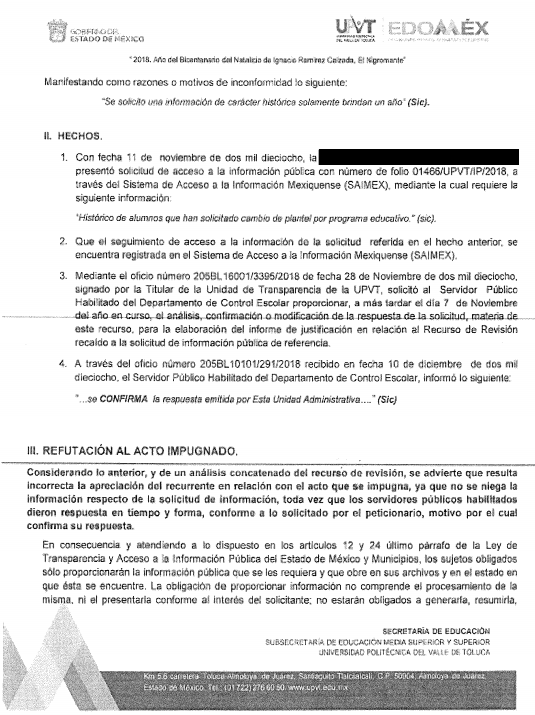 GOBIERNO DEL
ESTADO DE MÉXICO
UPVT
EDOMÉX
"2018. Año del Bicentenario del Natalicio de Ignacio Ramírez Calzada, El Nigromante"
Manifestando como razones o motivos de inconformidad lo siguiente:
"Se solicito una información de carácter histórica solamente brindan un año" (Sic).
II. HECHOS.
1. Con fecha 11 de noviembre de dos mil dieciocho, la
presentó solicitud de acceso a la información pública con número de folio 01466/UPVT/IP/2018, a
través del Sistema de Acceso a la Información Mexiquense (SAIMEX), mediante la cual requiere la
siguiente información:
"Histórico de alumnos que han solicitado cambio de plantel por programa educativo." (sic).
2. Que el seguimiento de acceso a la información de la solicitud referida en el hecho anterior, se
encuentra registrada en el Sistema de Acceso a la Información Mexiquense (SAIMEX).
3. Mediante el oficio número 205BL16001/3395/2018 de fecha 28 de Noviembre de dos mil dieciocho,
signado por la Titular de la Unidad de Transparencia de la UPVT, solicitó al Servidor Público
Habilitado del Departamento de Control Escolar proporcionar, a más tardar el día 7 de Noviembre
del año en curso, el análisis, confirmación o modificación de la respuesta de la solicitud, materia de
este recurso, para la elaboración del informe de justificación en relación al Recurso de Revisión
recaído a la solicitud de información pública de referencia.
4. A través del oficio número 205BL10101/291/2018 recibido en fecha 10 de diciembre de dos mil
dieciocho, el Servidor Público Habilitado del Departamento de Control Escolar, informó lo siguiente:
"...se CONFIRMA la respuesta emitida por Esta Unidad Administrativa...." (Sic)
III. REFUTACIÓN AL ACTO IMPUGNADO.
Considerando lo anterior, y de un análisis concatenado del recurso de revisión, se advierte que resulta
incorrecta la apreciación del recurrente en relación con el acto que se impugna, ya que no se niega la
información respecto de la solicitud de información, toda vez que los servidores públicos habilitados
dieron respuesta en tiempo y forma, conforme a lo solicitado por el peticionario, motivo por el cual
confirma su respuesta.
En consecuencia y atendiendo a lo dispuesto en los artículos 12 y 24 último párrafo de la Ley de
Transparencia y Acceso a la Información Pública del Estado de México y Municipios, los sujetos obligados
sólo proporcionarán la información pública que se les requiera y que obre en sus archivos y en el estado en
que ésta se encuentre. La obligación de proporcionar información no comprende el procesamiento de la
misma, ni el presentarla conforme al interés del solicitante; no estarán obligados a generarla, resumirla,
SECRETARÍA DE EDUCACIÓN
SUBSECRETARÍA DE EDUCACIÓN MEDIA SUPERIOR Y SUPERIOR
UNIVERSIDAD POLITÉCNICA DEL VALLE DE TOLUCA
Km 5.6 carretera Toluca-Almoloya de Juárez, Santiaguito Tlalcilalcali, C.P. 50904, Almoloya de Juárez,
Estado de México. Tel.: (01722) 276 60 60. www.upvt.edu.mx